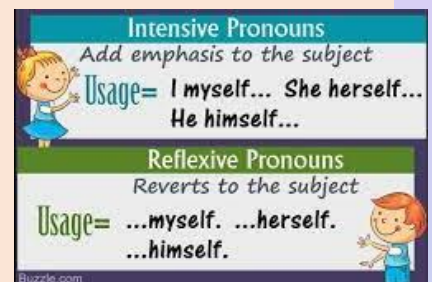 Intensive Pronouns
Add emphasis to the subject
Usage= I myself... She herself...
He himself...
Reflexive Pronouns
Reverts to the subject
Usage= ...myself. ...herself.
...himself.
Buzzle.com